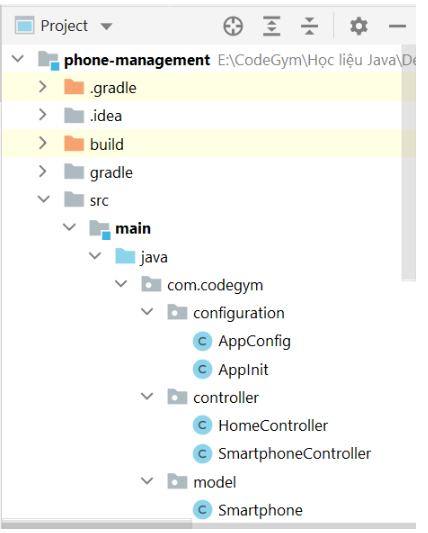 Project
phone-management E:\CodeGym\Học liệu Java\De
.gradle
.idea
build
gradle
src
main
java
com.codegym
configuration
C AppConfig
C AppInit
controller
C HomeController
C SmartphoneController
model
C Smartphone